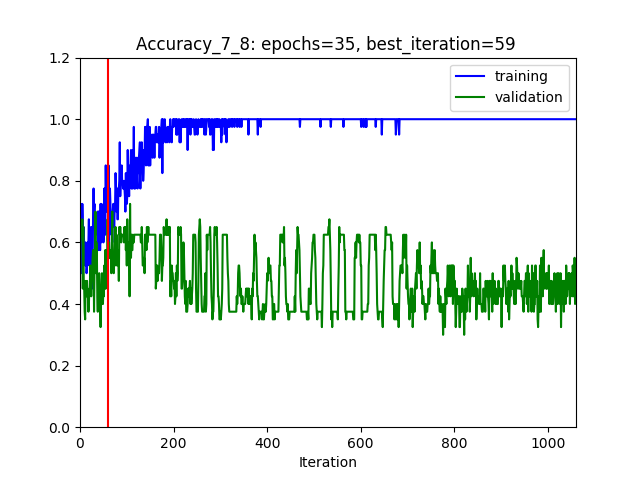 Accuracy_7_8: epochs=35, best_iteration=59
training
validation
1.2
1.0
0.8
0.6
0.4
0.2
0.0
0 200 400 600 800 1000
Iteration